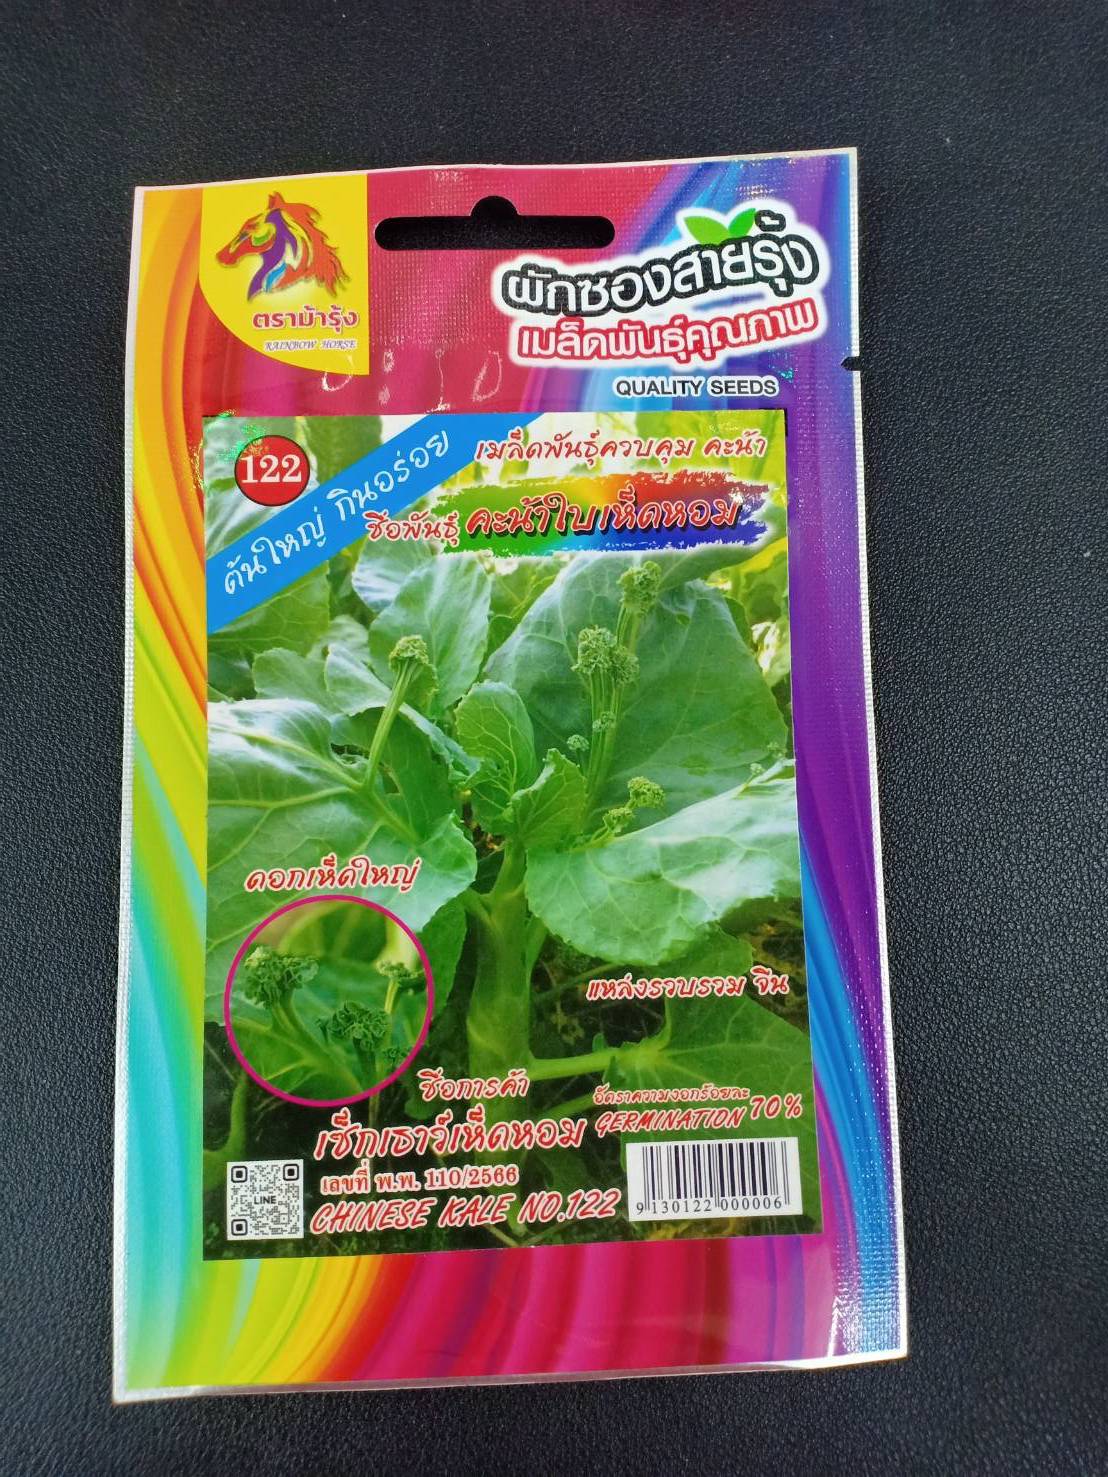 ตราม้ารุ้ง
RAINBOW HORSE
ผักซองสายรุ้ง
เมล็ดพันธุ์คุณภาพ
QUALITY SEEDS
122
ต้นใหญ่ กินอร่อย
เมล็ดพันธุ์ควบคุม คะน้า
ชื่อพันธุ์ คะน้าใบเห็ดหอม
ดอกเห็ดใหญ่
แหล่งรวบรวม จีน
ชื่อการค้า
เซ็กเธาว์เห็ดหอม
อัตราความงอกร้อยละ
GERMINATION 70%
เลขที่ พ.พ. 110/2566
CHINESE KALE NO.122
LINE
9 130122 000006